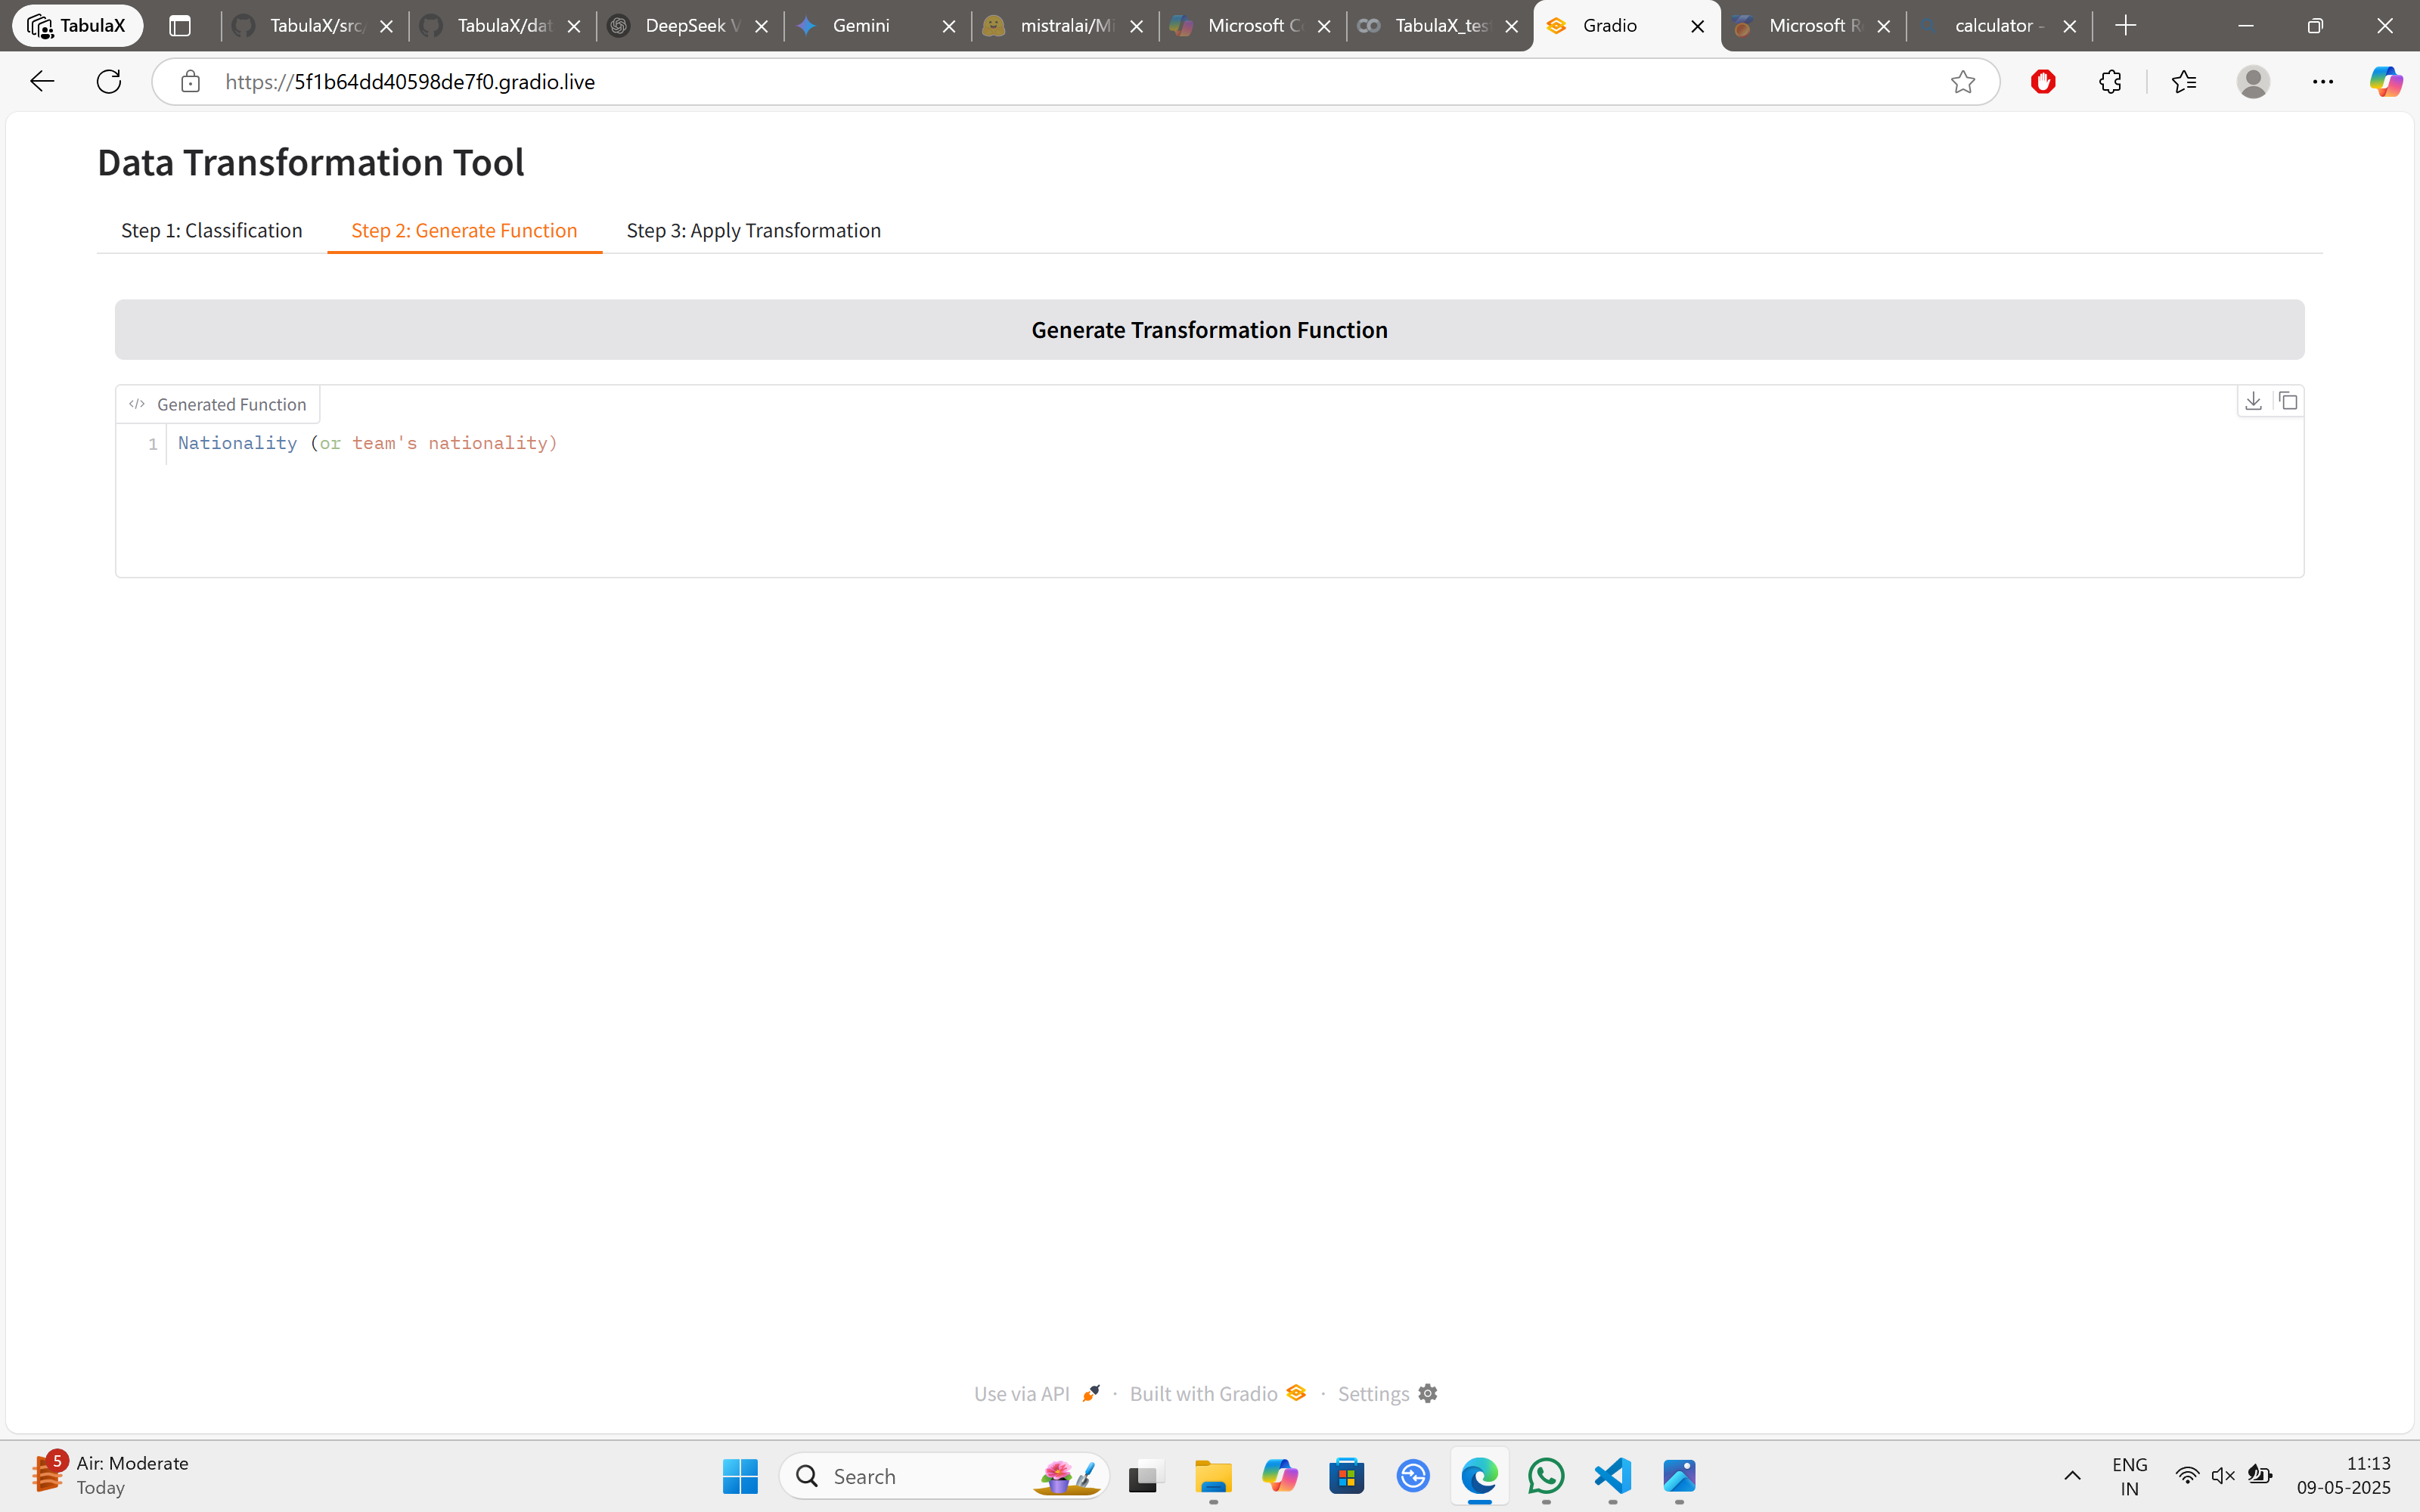 TabulaX
TabulaX/src/
TabulaX/dat
DeepSeek V
Gemini
mistralai/Mi
Microsoft C
TabulaX_tes
Gradio
Microsoft R
calculator -
https://5f1b64dd40598de7f0.gradio.live
Data Transformation Tool
Step 1: Classification
Step 2: Generate Function
Step 3: Apply Transformation
Generate Transformation Function
Generated Function
1 Nationality (or team's nationality)
Use via API · Built with Gradio · Settings
5
Air: Moderate
Today
Search
ENG
IN
11:13
09-05-2025